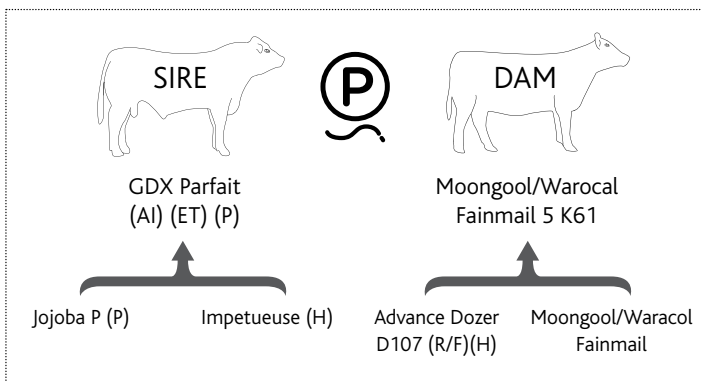 SIRE
P
DAM
GDX Parfait
(AI) (ET) (P)
Moongool/Warocal
Fainmail 5 K61
Jojoba P (P)
Impetueuse (H)
Advance Dozer
D107 (R/F)(H)
Moongool/Waracol
Fainmail